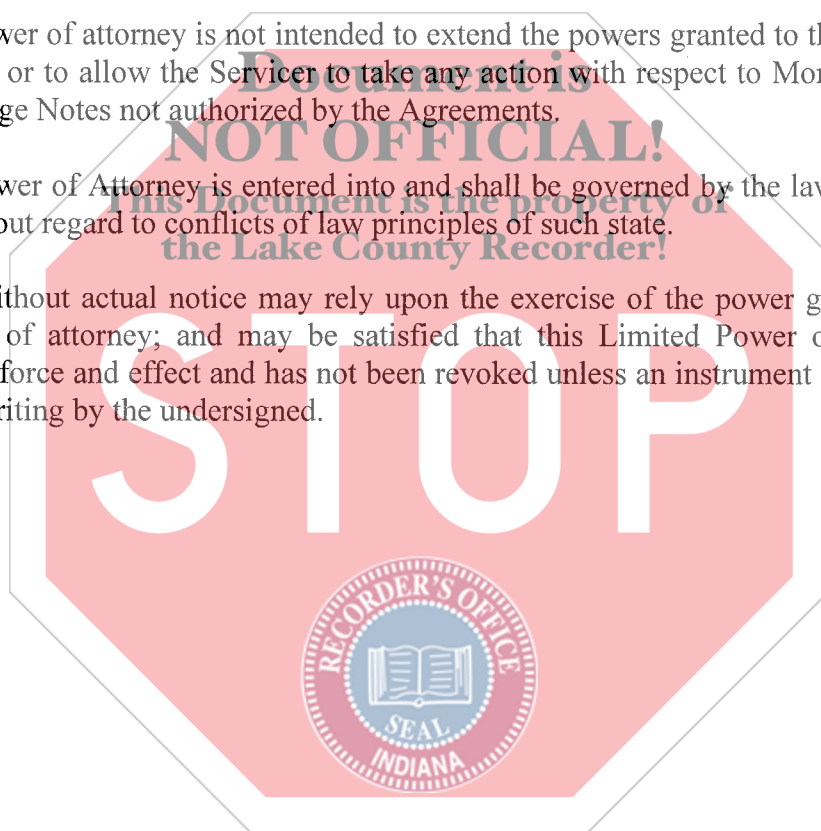 wer of attorney is not intended to extend the powers granted to th
Document is
or to allow the Servicer to take any action with respect to Mor
ge Notes not authorized by the Agreements.
NOT OFFICIAL!
wer of Attorney is entered into and shall be governed by the law
This Document is the property of
out regard to conflicts of law principles of such state.
the Lake County Recorder!
ithout actual notice may rely upon the exercise of the power g
of attorney; and may be satisfied that this Limited Power o
force and effect and has not been revoked unless an instrument
riting by the undersigned.
STOP
RECORDER'S OFFICE
SEAL
INDIANA